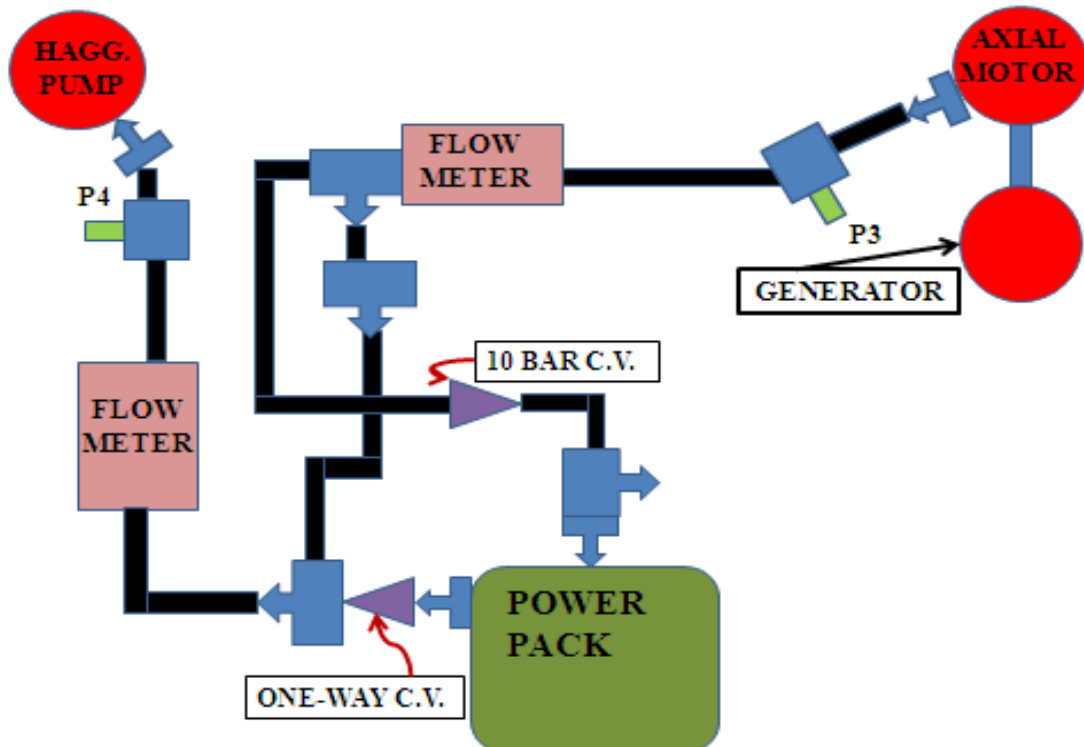 HAGG.
PUMP
AXIAL
MOTOR
FLOW
METER
P4
P3
GENERATOR
10 BAR C.V.
FLOW
METER
POWER
PACK
ONE-WAY C.V.